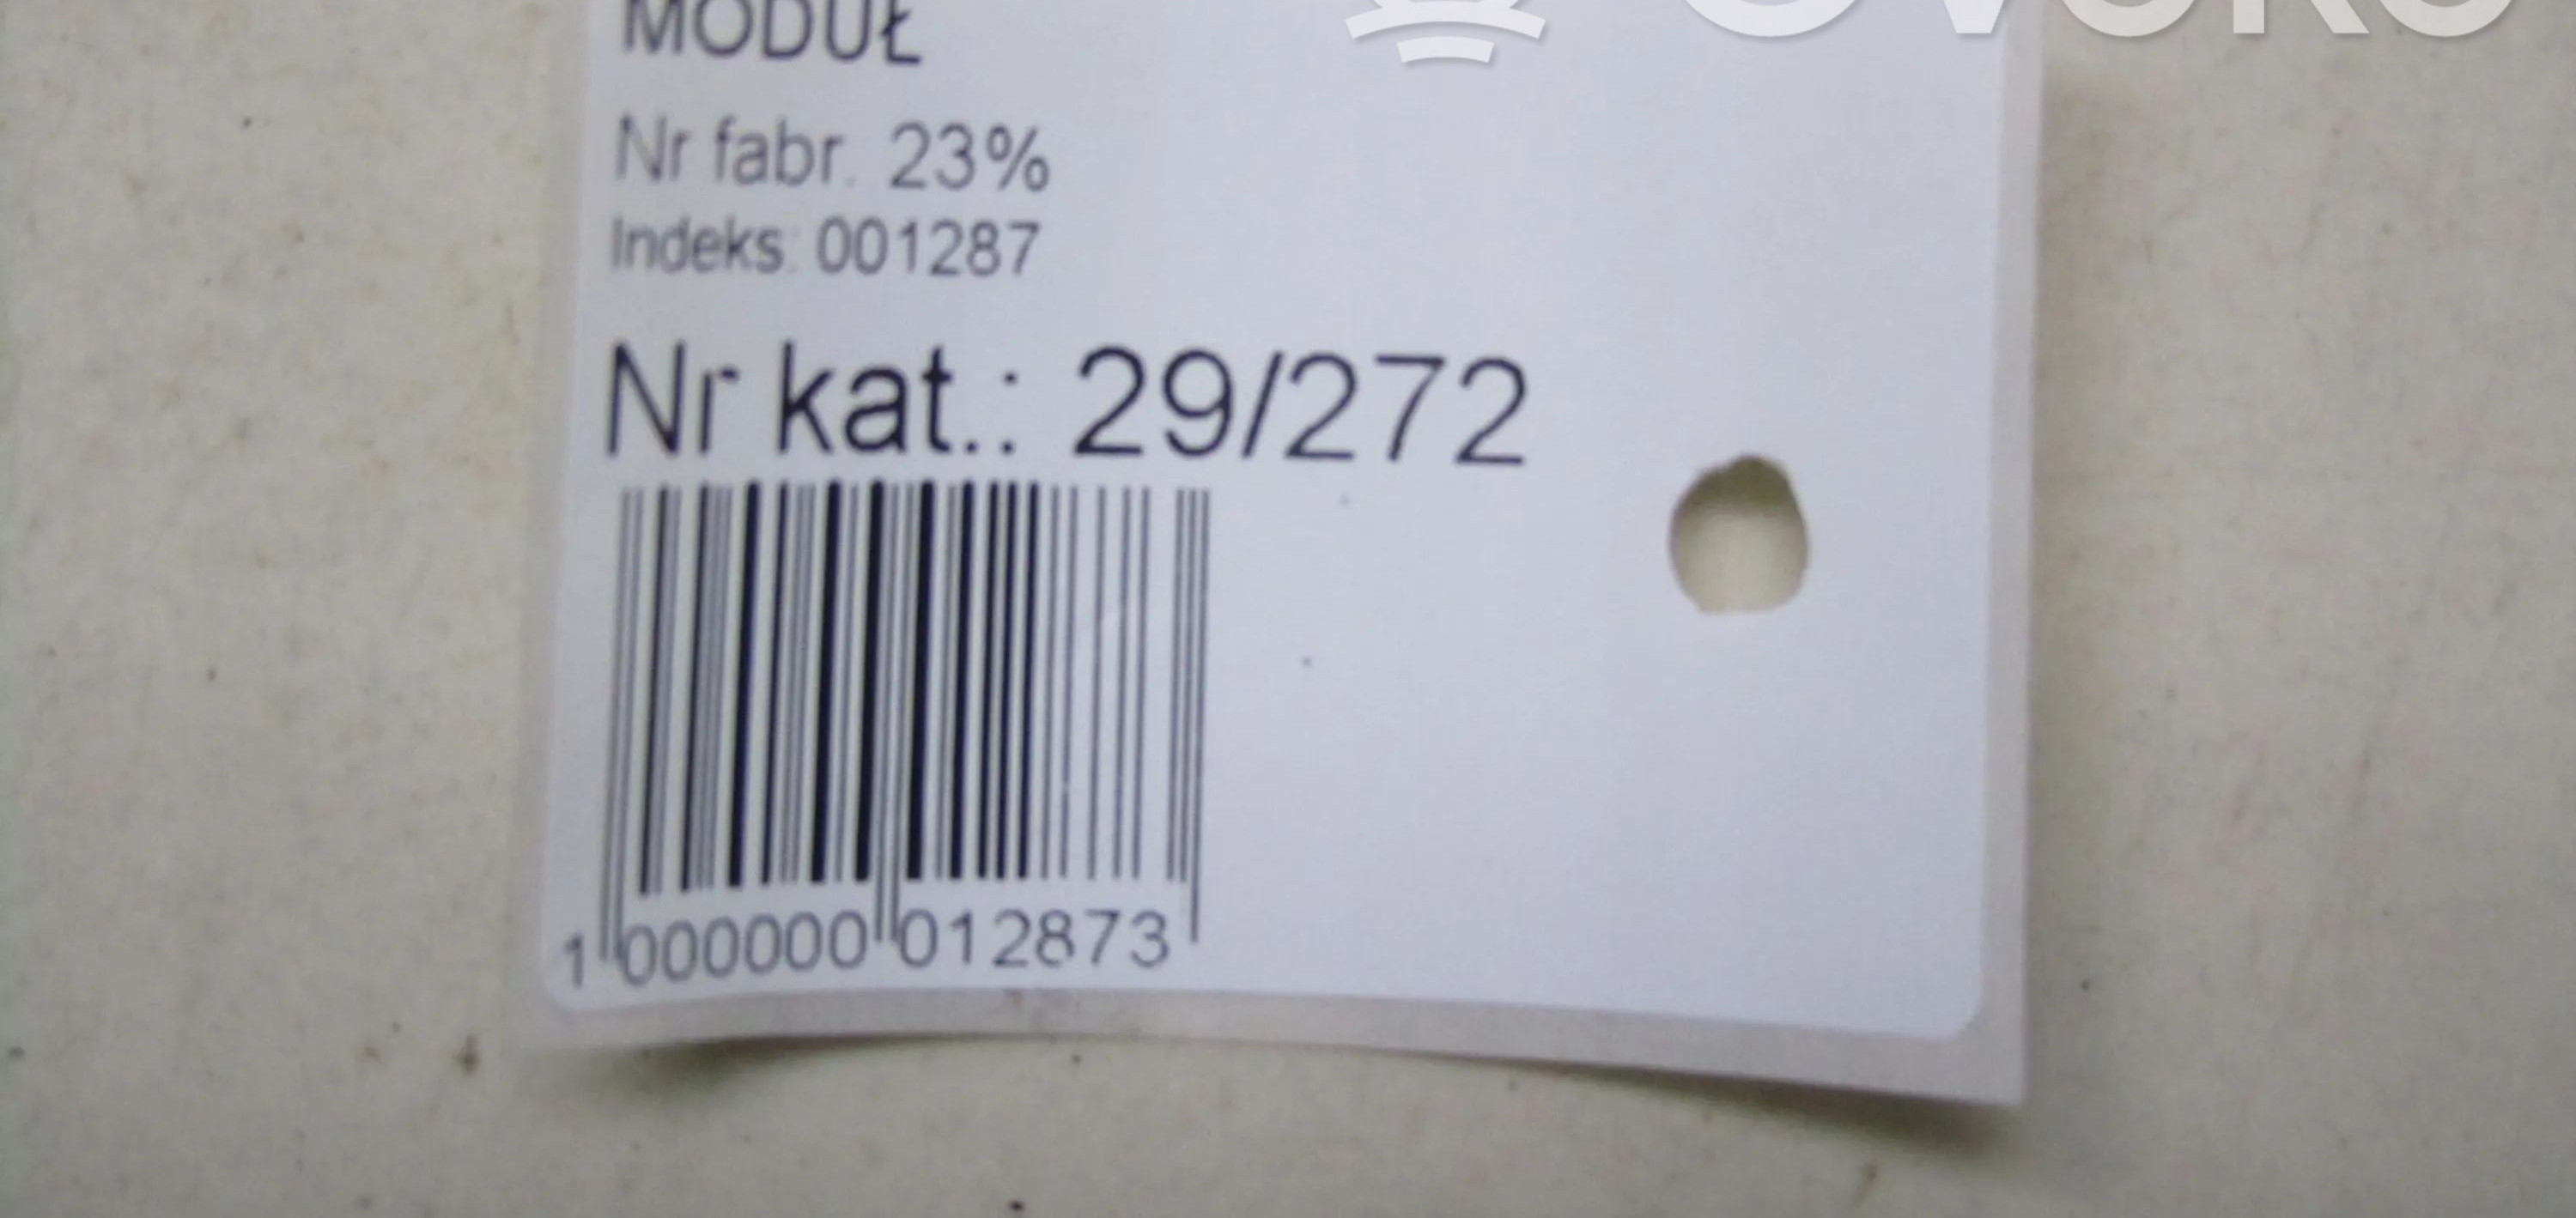 MODUŁ
Nr fabr. 23%
Indeks: 001287
Nr kat.: 29/272
1 000000 012873